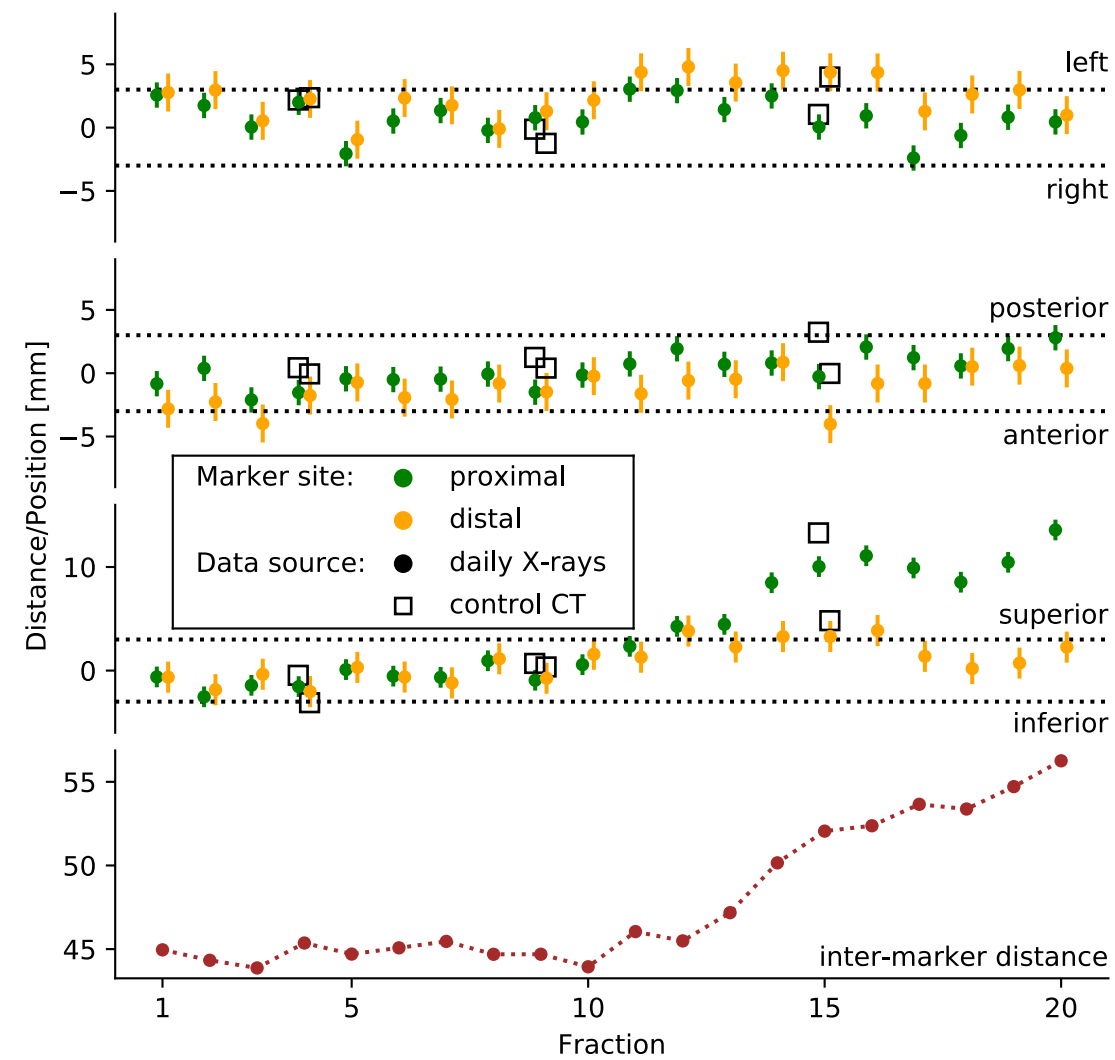 Distance/Position [mm]
5
0
−5
left
right
5
0
−5
posterior
anterior
Marker site:
proximal
distal
Data source:
daily X-rays
control CT
10
0
superior
inferior
55
50
45
inter-marker distance
1 5 10 15 20
Fraction